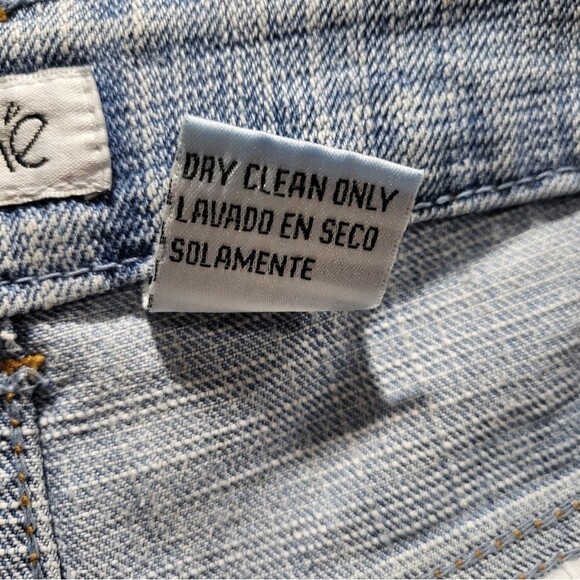 DRY CLEAN ONLY
LAVADO EN SECO
SOLAMENTE